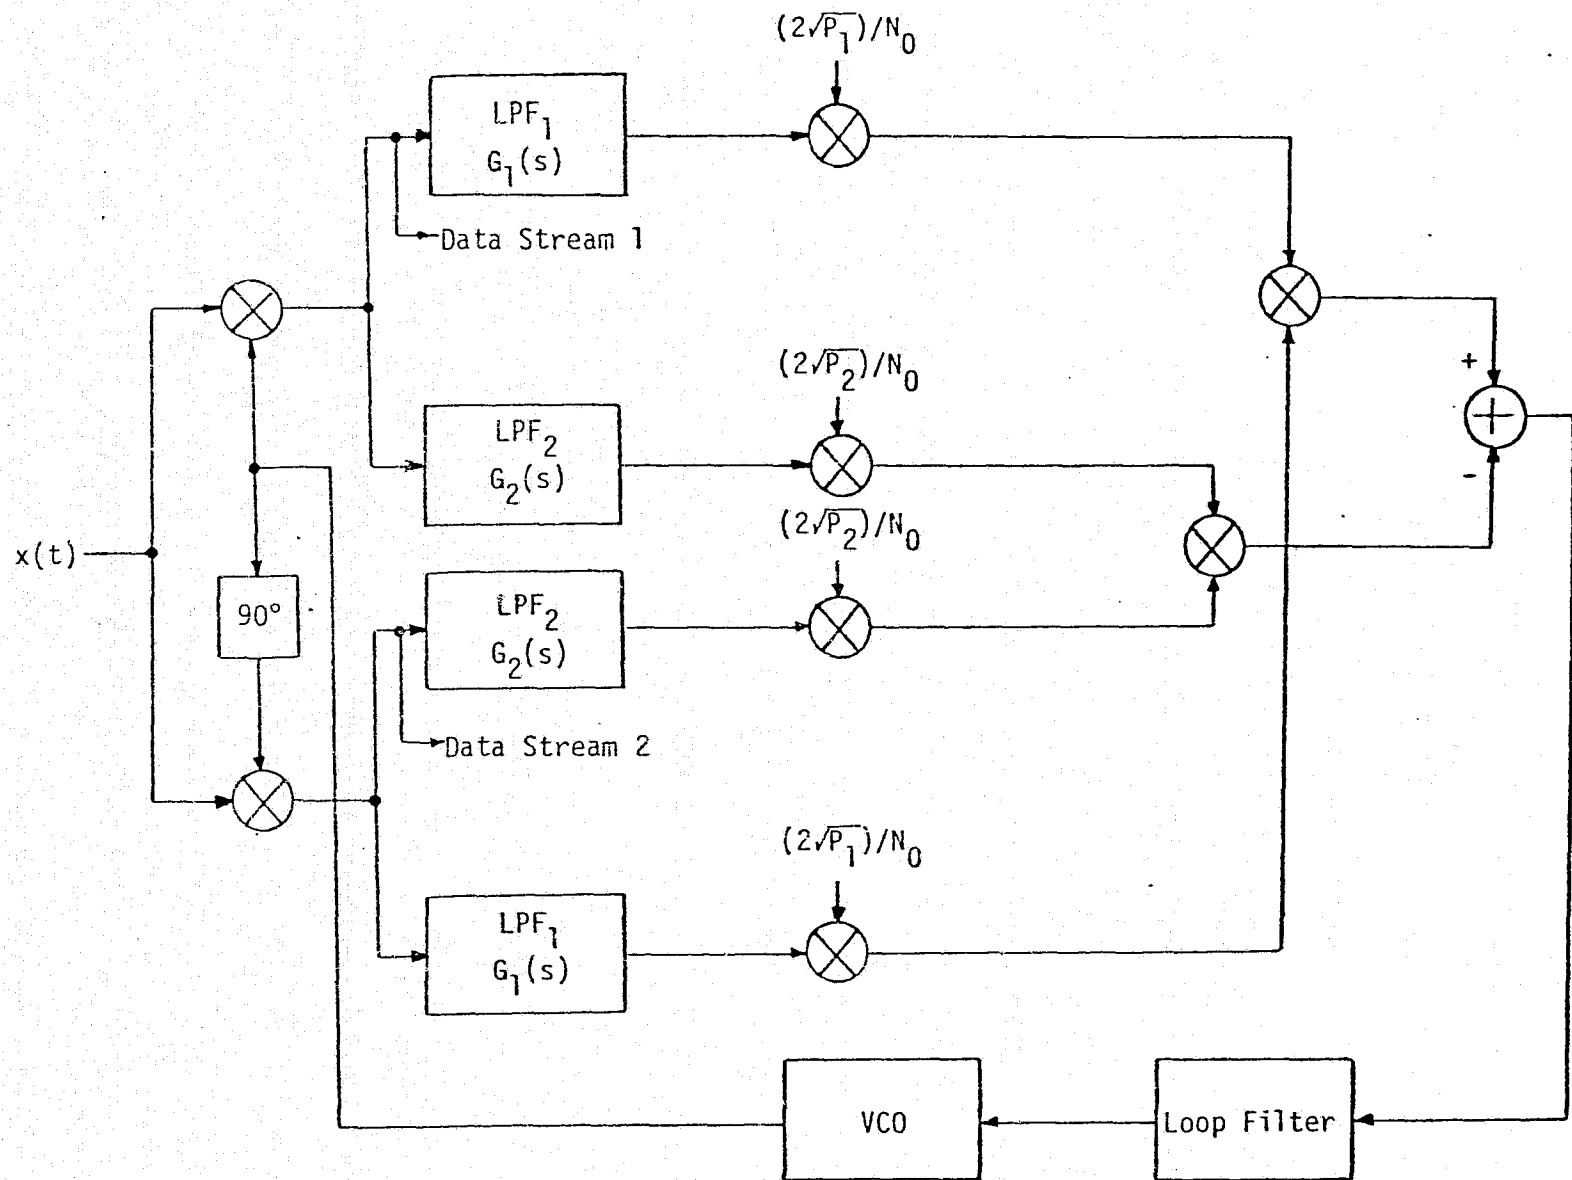 (2√P₁)/N₀
LPF₁
G₁(s)
Data Stream 1
(2√P₂)/N₀
LPF₂
G₂(s)
+
(2√P₂)/N₀
-
x(t)
90°
LPF₂
G₂(s)
Data Stream 2
(2√P₁)/N₀
LPF₁
G₁(s)
VCO
Loop Filter